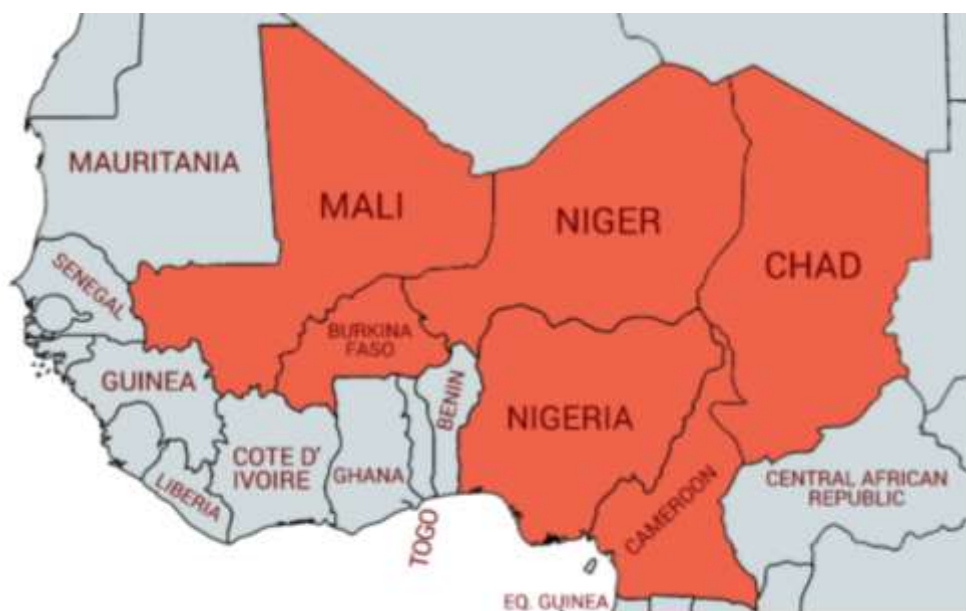 MAURITANIA
MALI
NIGER
CHAD
SENEGAL
BURKINA
FASO
GUINEA
BENIN
NIGERIA
COTE D'
IVOIRE
GHANA
LIBERIA
CENTRAL AFRICAN
REPUBLIC
CAMEROON
TOGO
EQ. GUINEA